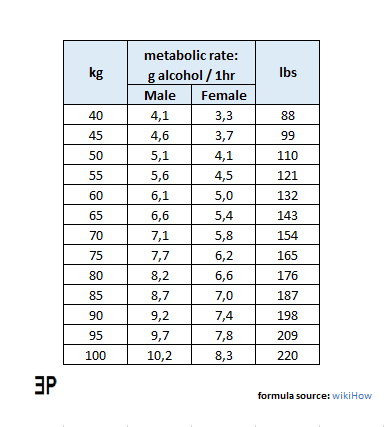 kg metabolic rate: lbs
g alcohol / 1hr
Male Female
40 4,1 3,3 88
45 4,6 3,7 99
50 5,1 4,1 110
55 5,6 4,5 121
60 6,1 5,0 132
65 6,6 5,4 143
70 7,1 5,8 154
75 7,7 6,2 165
80 8,2 6,6 176
85 8,7 7,0 187
90 9,2 7,4 198
95 9,7 7,8 209
100 10,2 8,3 220
ƎP
formula source: wikiHow